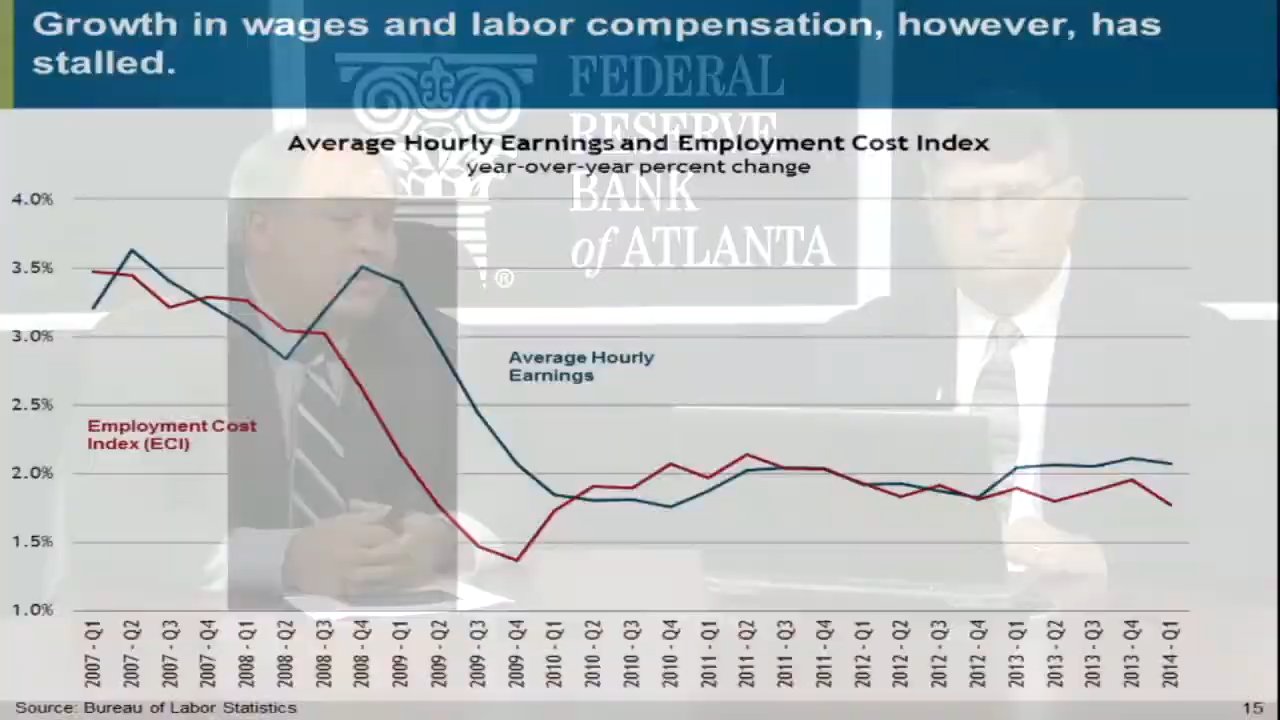 Growth in wages and labor compensation, however, has
stalled.
FEDERAL
RESERVE
BANK
of ATLANTA
®
Average Hourly Earnings and Employment Cost Index
year-over-year percent change
4.0%
3.5%
3.0%
2.5%
2.0%
1.5%
1.0%
Average Hourly
Earnings
Employment Cost
Index (ECI)
2007 - Q1
2007 - Q2
2007 - Q3
2007 - Q4
2008 - Q1
2008 - Q2
2008 - Q3
2008 - Q4
2009 - Q1
2009 - Q2
2009 - Q3
2009 - Q4
2010 - Q1
2010 - Q2
2010 - Q3
2010 - Q4
2011 - Q1
2011 - Q2
2011 - Q3
2011 - Q4
2012 - Q1
2012 - Q2
2012 - Q3
2012 - Q4
2013 - Q1
2013 - Q2
2013 - Q3
2013 - Q4
2014 - Q1
Source: Bureau of Labor Statistics
15